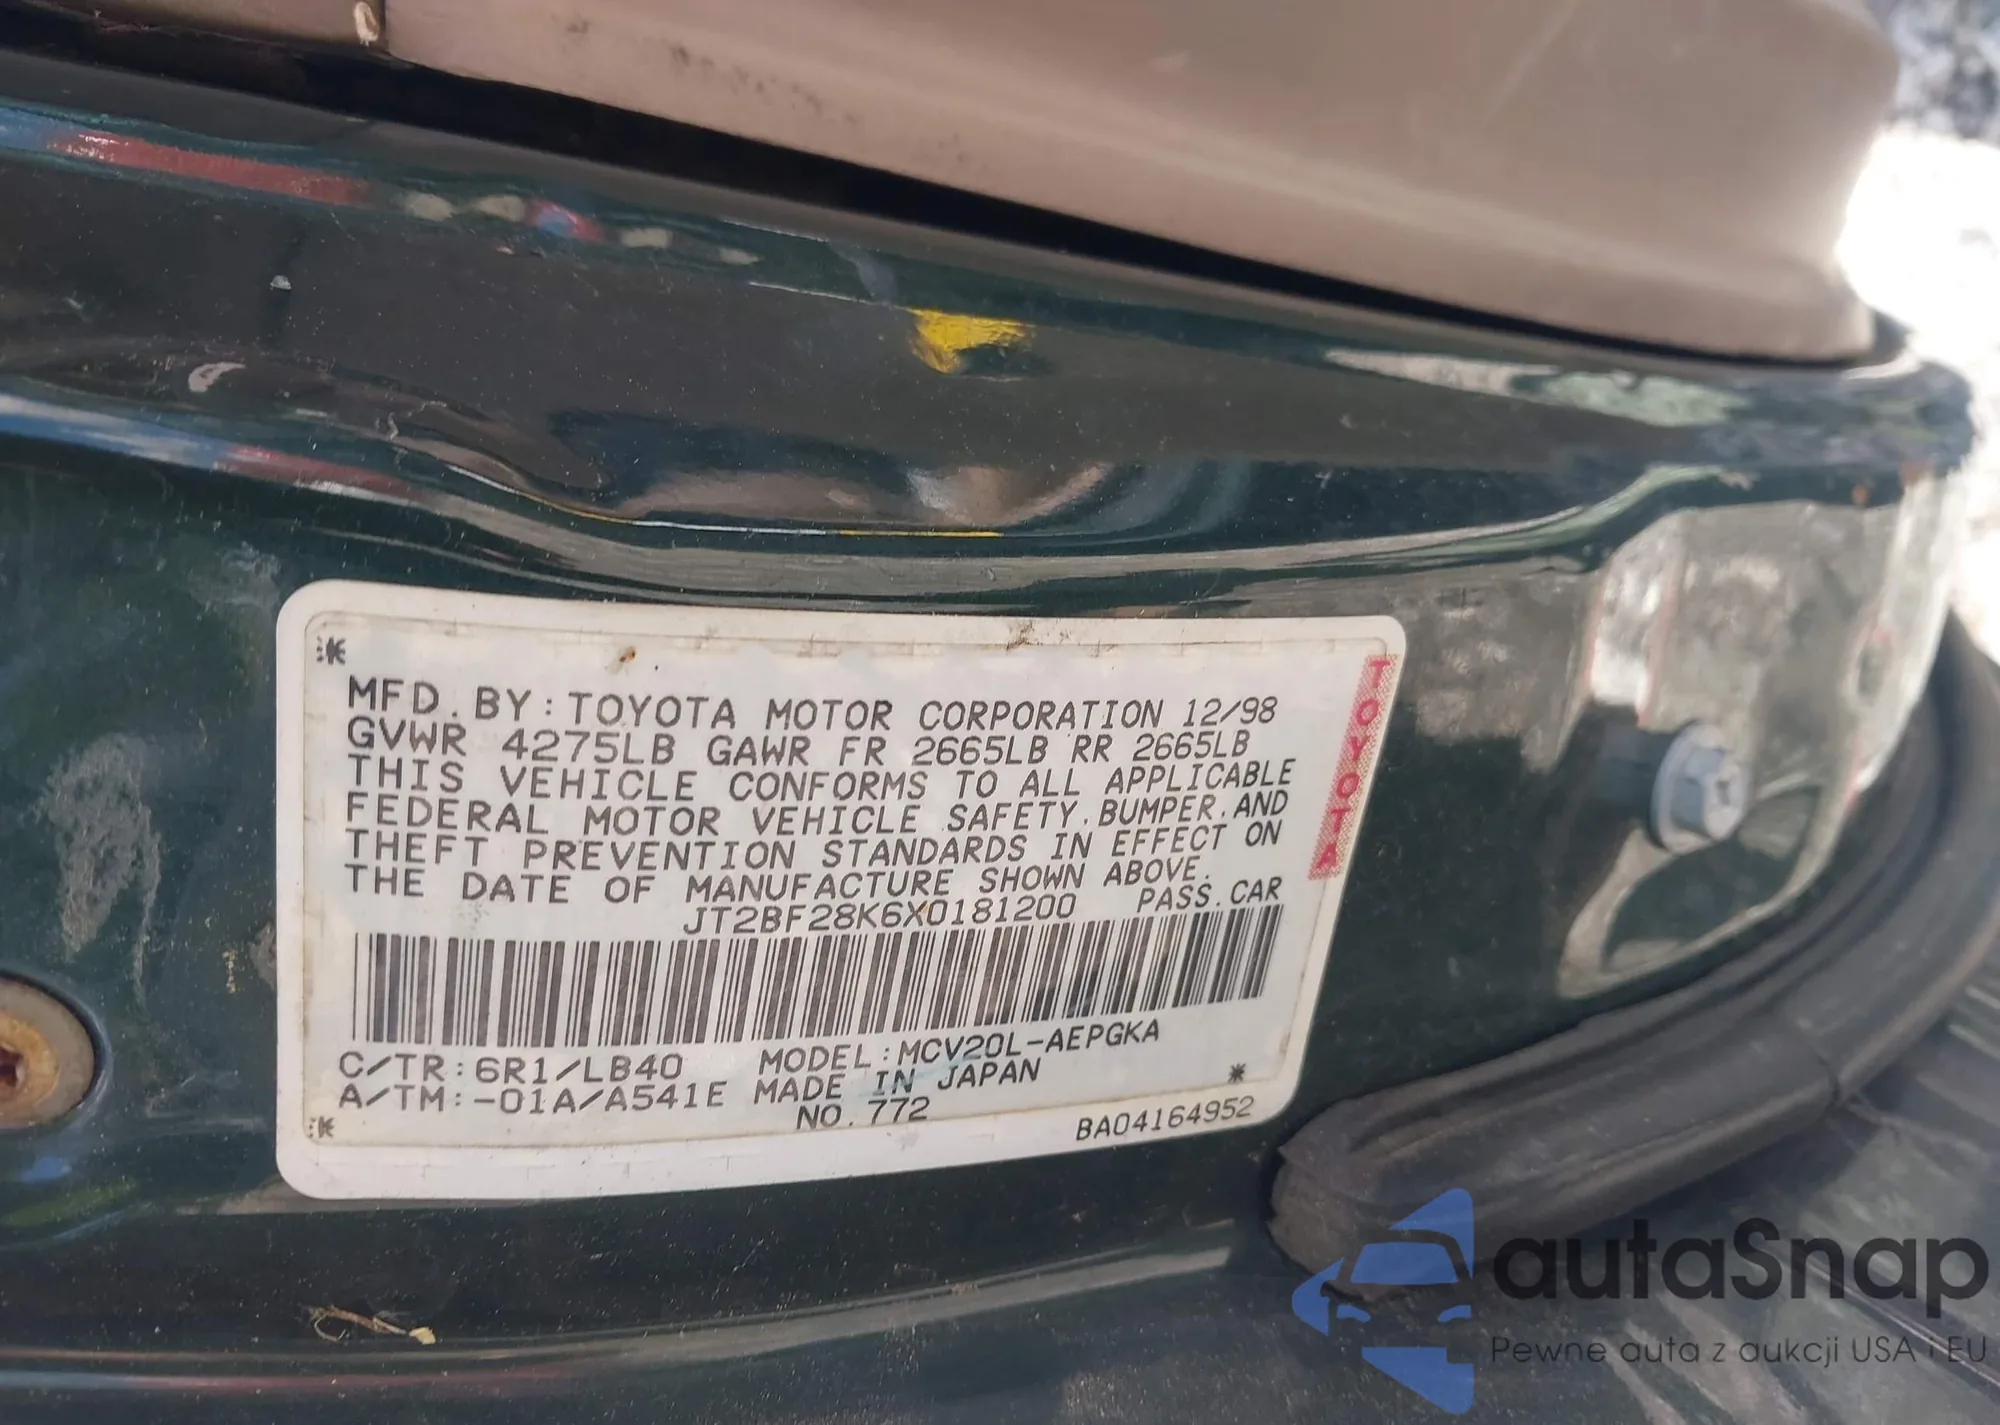 MFD. BY: TOYOTA MOTOR CORPORATION 12/98
GVWR 4275LB GAWR FR 2665LB RR 2665LB
THIS VEHICLE CONFORMS TO ALL APPLICABLE
FEDERAL MOTOR VEHICLE SAFETY, BUMPER, AND
THEFT PREVENTION STANDARDS IN EFFECT ON
THE DATE OF MANUFACTURE SHOWN ABOVE.
JT2BF28K6X0181200 PASS. CAR
C/TR: 6R1/LB40 MODEL: MCV20L-AEPGKA
A/TM: -01A/A541E MADE IN JAPAN
NO. 772 BA04164952
TOYOTA
autaSnap
Pewne auta z aukcji USA i EU